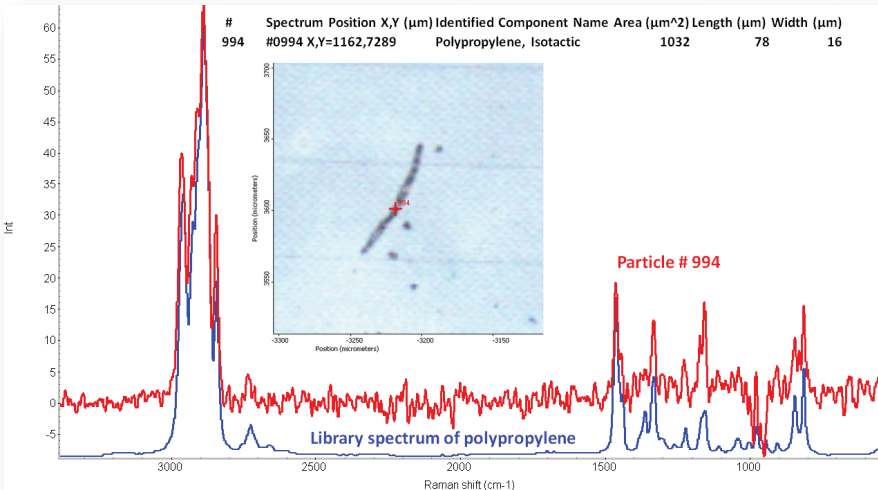 # Spectrum Position X,Y (µm) Identified Component Name Area (µm^2) Length (µm) Width (µm)
994 #0994 X,Y=1162,7289 Polypropylene, Isotactic 1032 78 16
60
55
50
45
40
35
30
25
20
15
10
5
0
-5
Int
3700
3650
3600
3550
Position (micrometers)
994
-3300 -3250 -3200 -3150
Position (micrometers)
Particle # 994
Library spectrum of polypropylene
3000 2500 2000 1500 1000
Raman shift (cm-1)